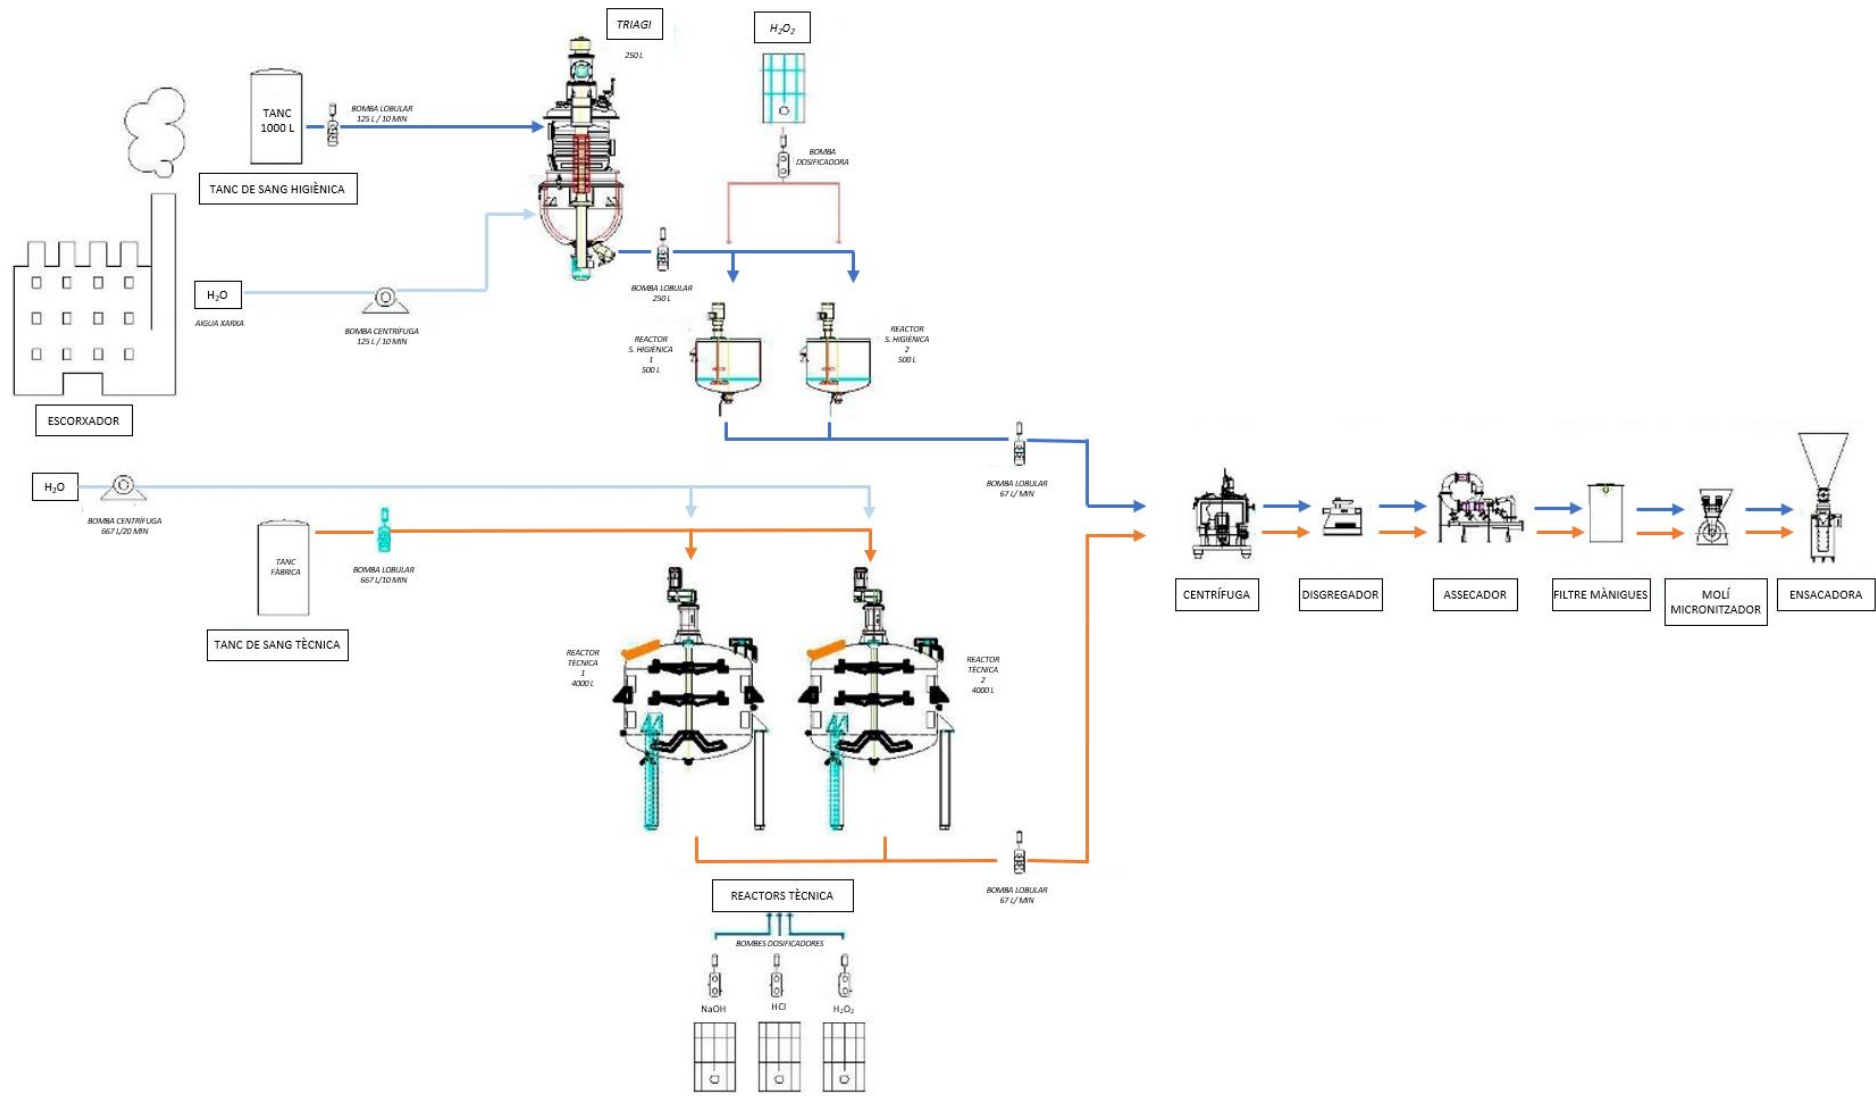 TRIAGI
250 L
H₂O₂
TANC
1000 L
BOMBA LOBULAR
125 L / 10 MIN
BOMBA
DOSIFICADORA
TANC DE SANG HIGIÈNICA
H₂O
AIGUA XARXA
BOMBA CENTRÍFUGA
125 L / 10 MIN
BOMBA LOBULAR
250 L
REACTOR
S. HIGIÈNICA
1
500 L
REACTOR
S. HIGIÈNICA
2
500 L
ESCORXADOR
H₂O
BOMBA CENTRÍFUGA
667 L/20 MIN
TANC
FÀBRICA
BOMBA LOBULAR
667 L/10 MIN
TANC DE SANG TÈCNICA
BOMBA LOBULAR
67 L/ MIN
REACTOR
TÈCNICA
1
4000 L
REACTOR
TÈCNICA
2
4000 L
CENTRÍFUGA
DISGREGADOR
ASSECADOR
FILTRE MÀNIGUES
MOLÍ
MICRONITZADOR
ENSACADORA
BOMBA LOBULAR
67 L/ MIN
REACTORS TÈCNICA
BOMBES DOSIFICADORES
NaOH
HCl
H₂O₂